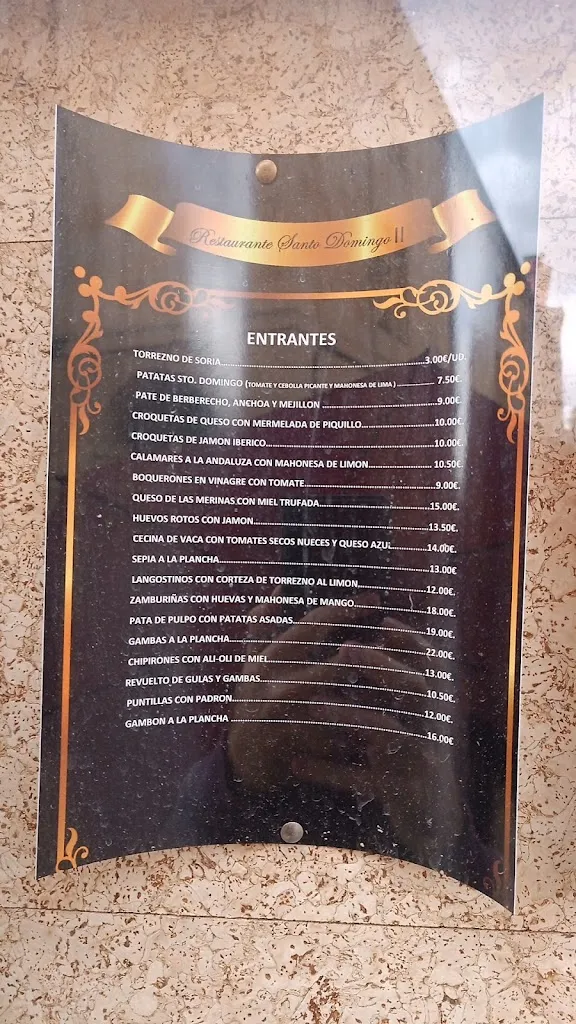 Restaurante Santo Domingo II
ENTRANTES
TORREZNO DE SORIA........3.00€/UD.
PATATAS STO. DOMINGO (TOMATE Y CEBOLLA PICANTE Y MAHONESA DE LIMA) ........ 7.50€.
PATE DE BERBERECHO, ANCHOA Y MEJILLON ........9.00€.
CROQUETAS DE QUESO CON MERMELADA DE PIQUILLO........10.00€.
CROQUETAS DE JAMON IBERICO........10.00€.
CALAMARES A LA ANDALUZA CON MAHONESA DE LIMON........ 10.50€.
BOQUERONES EN VINAGRE CON TOMATE........9.00€.
QUESO DE LAS MERINAS CON MIEL TRUFADA........15.00€.
HUEVOS ROTOS CON JAMON........13.50€.
CECINA DE VACA CON TOMATES SECOS NUECES Y QUESO AZUL........14.00€.
SEPIA A LA PLANCHA........13.00€.
LANGOSTINOS CON CORTEZA DE TORREZNO AL LIMON........12.00€.
ZAMBURIÑAS CON HUEVAS Y MAHONESA DE MANGO........18.00€.
PATA DE PULPO CON PATATAS ASADAS........19.00€.
GAMBAS A LA PLANCHA........22.00€.
CHIPIRONES CON ALI-OLI DE MIEL........13.00€.
REVUELTO DE GULAS Y GAMBAS........10.50€.
PUNTILLAS CON PADRON........12.00€.
GAMBON A LA PLANCHA ........16.00€